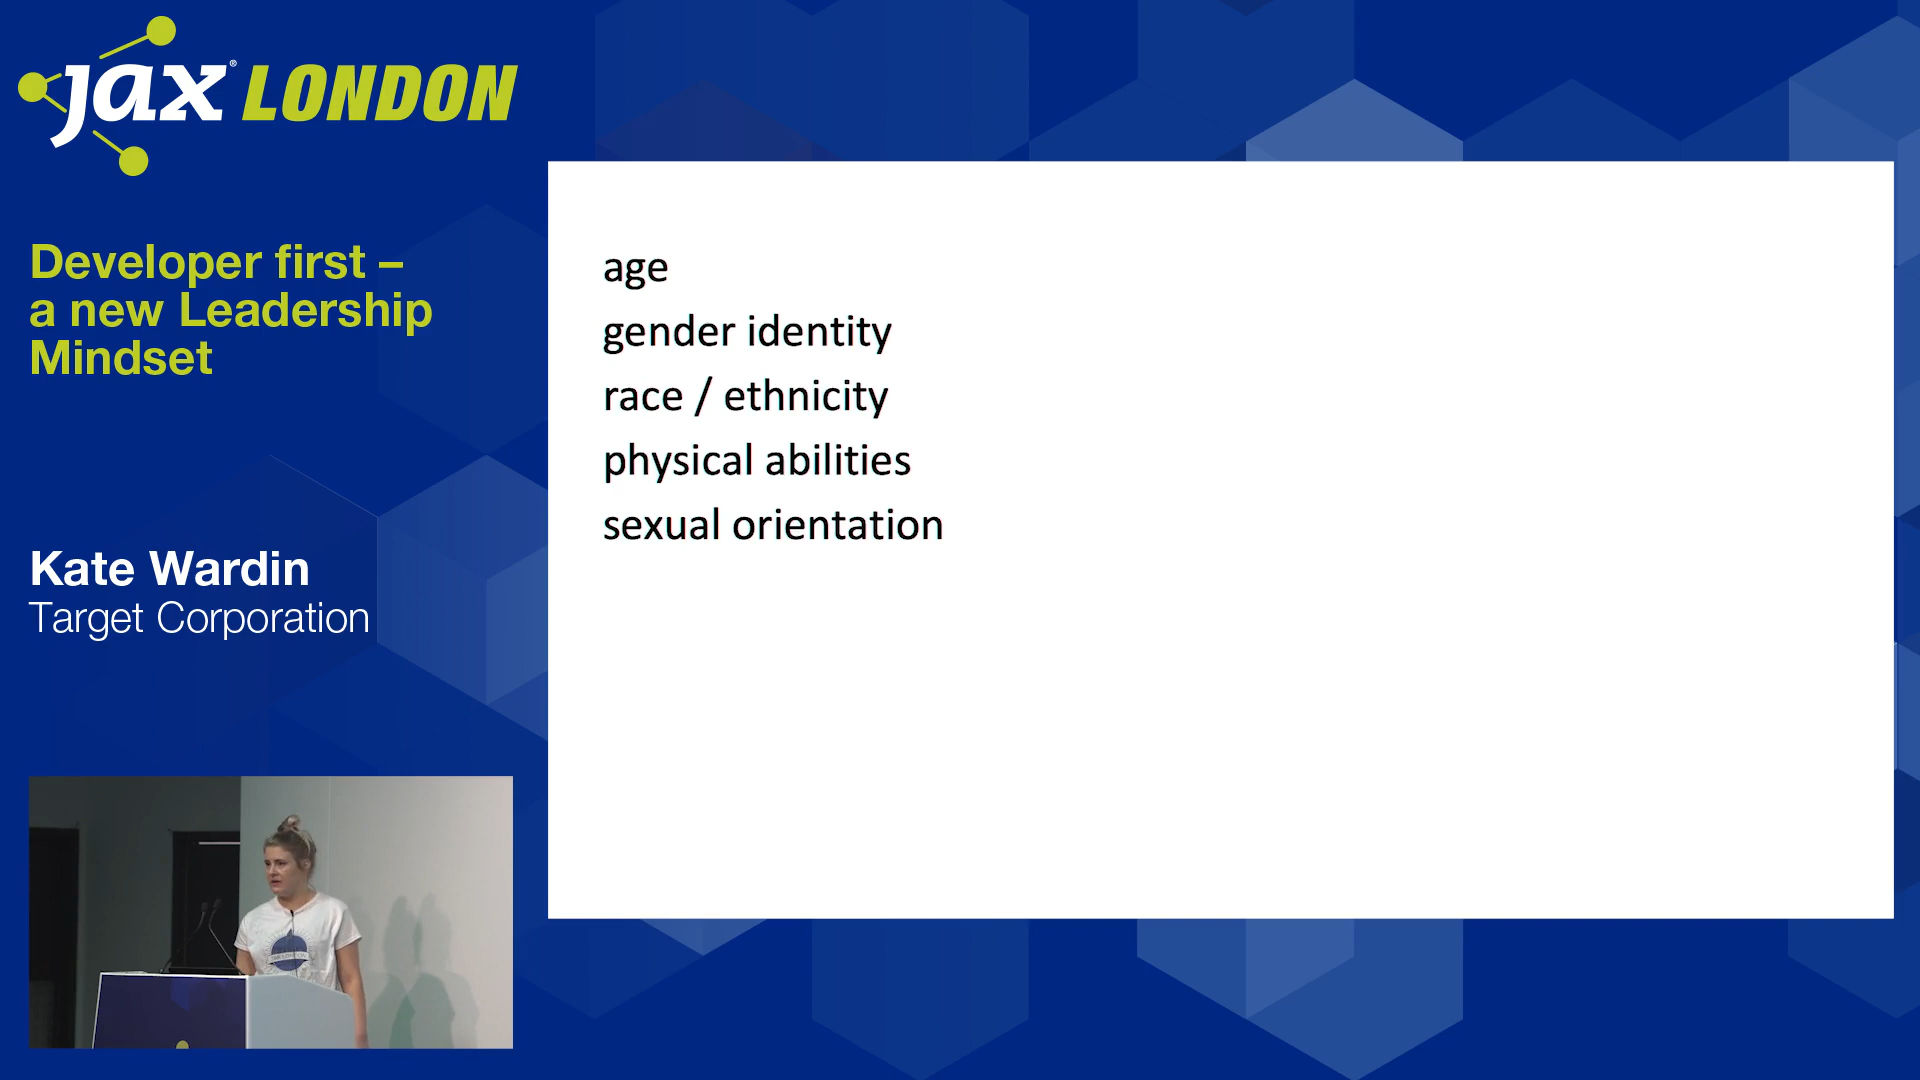 jax® LONDON
Developer first –
a new Leadership
Mindset
Kate Wardin
Target Corporation
age
gender identity
race / ethnicity
physical abilities
sexual orientation